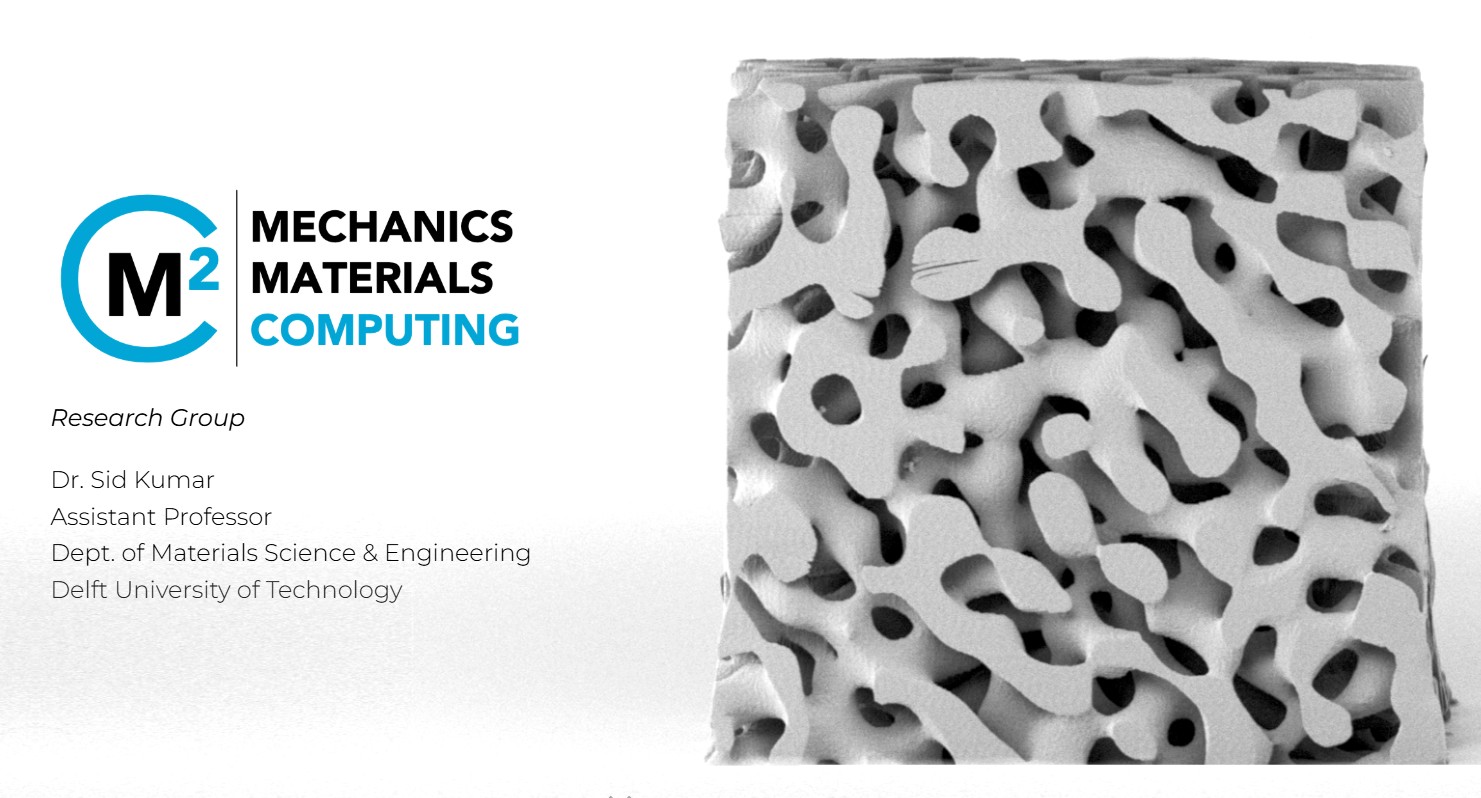 M2
MECHANICS
MATERIALS
COMPUTING
Research Group
Dr. Sid Kumar
Assistant Professor
Dept. of Materials Science & Engineering
Delft University of Technology